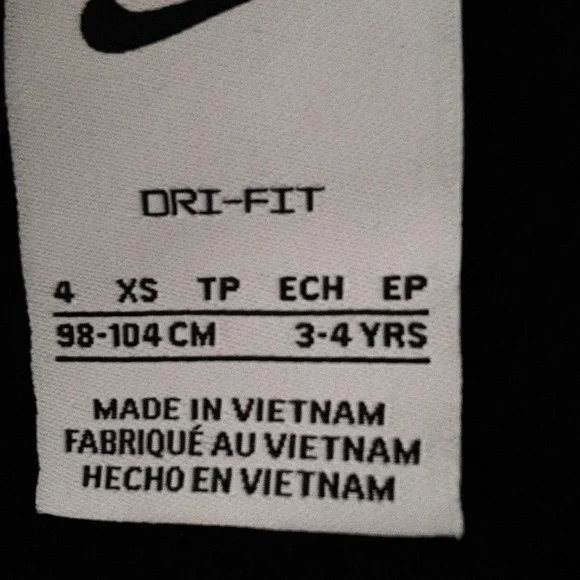 DRI-FIT
4 XS TP ECH EP
98-104 CM 3-4 YRS
MADE IN VIETNAM
FABRIQUÉ AU VIETNAM
HECHO EN VIETNAM